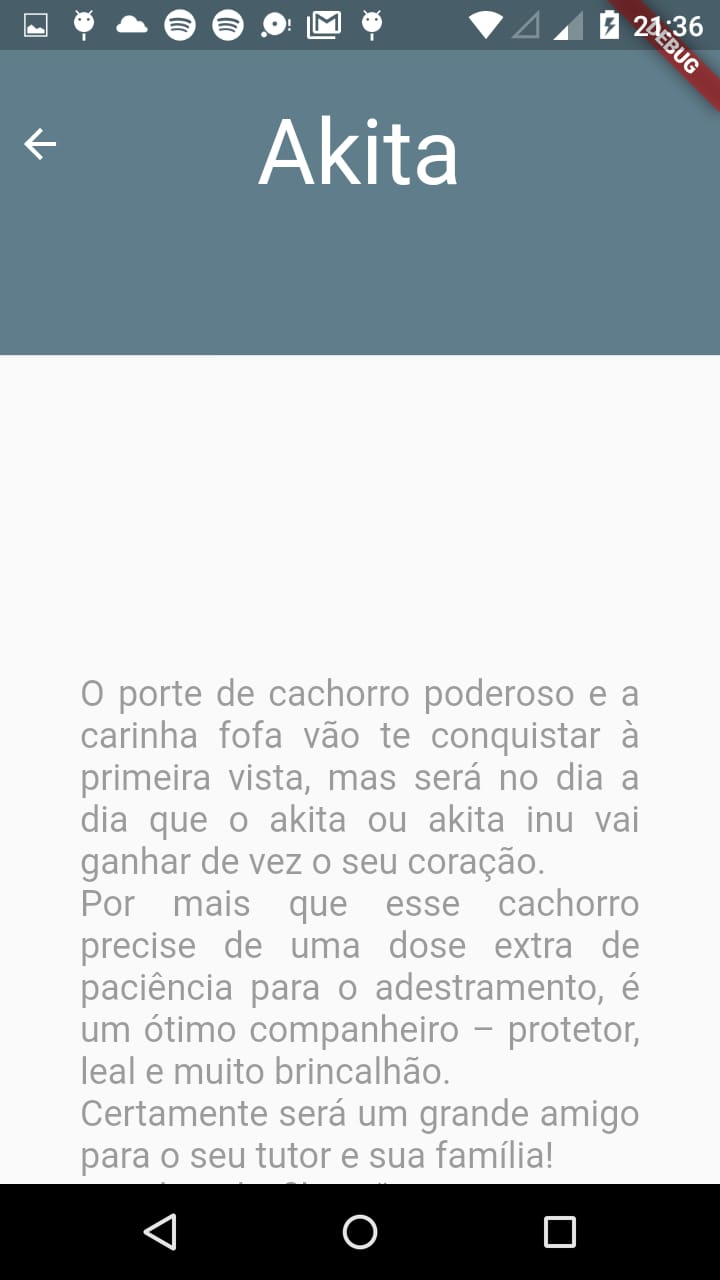 21:36
DEBUG
Akita
O porte de cachorro poderoso e a
carinha fofa vão te conquistar à
primeira vista, mas será no dia a
dia que o akita ou akita inu vai
ganhar de vez o seu coração.
Por mais que esse cachorro
precise de uma dose extra de
paciência para o adestramento, é
um ótimo companheiro – protetor,
leal e muito brincalhão.
Certamente será um grande amigo
para o seu tutor e sua família!